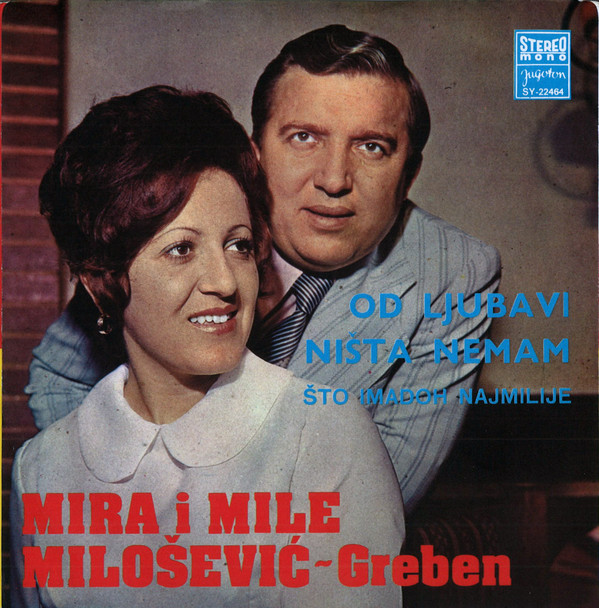 STEREO
mono
Jugoton
SY-22464
OD LJUBAVI
NIŠTA NEMAM
ŠTO IMADOH NAJMILIJE
MIRA i MILE
MILOŠEVIĆ~Greben